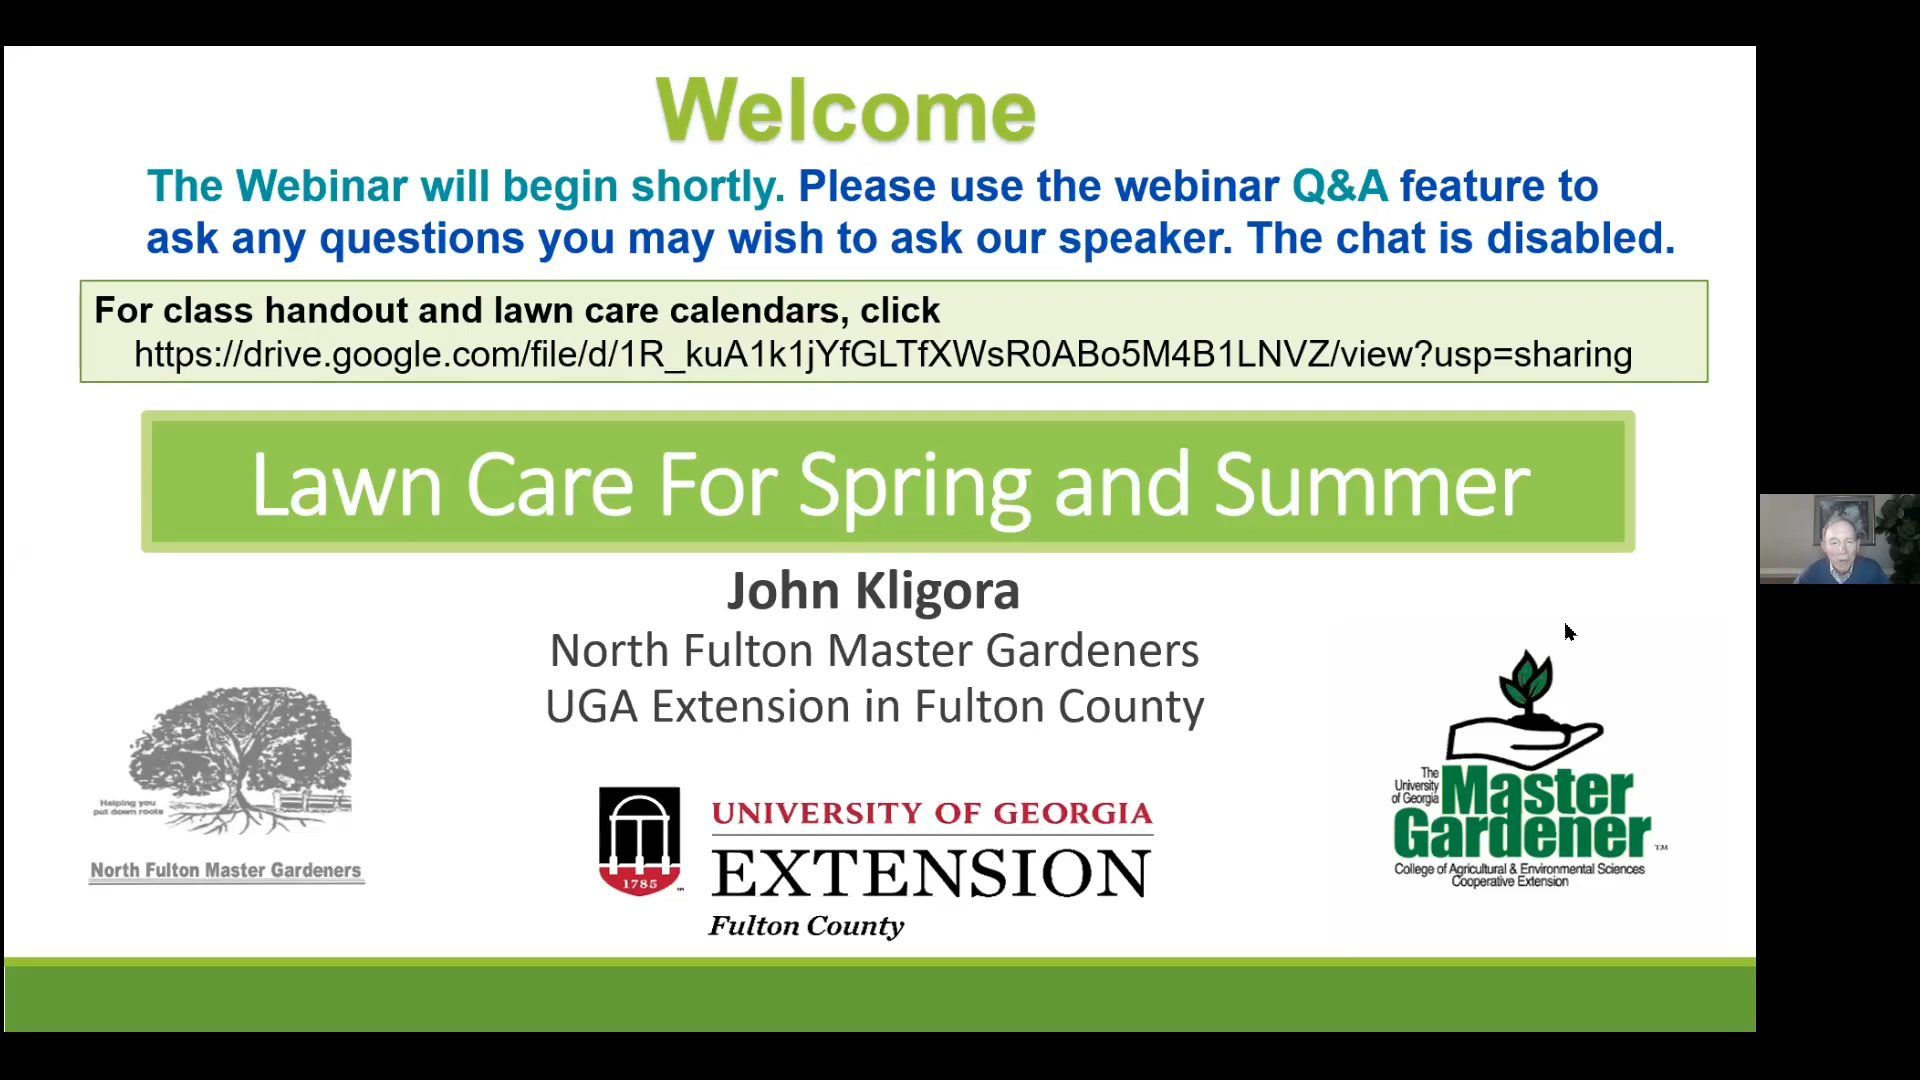 Welcome
The Webinar will begin shortly. Please use the webinar Q&A feature to
ask any questions you may wish to ask our speaker. The chat is disabled.
For class handout and lawn care calendars, click
https://drive.google.com/file/d/1R_kuA1k1jYfGLTfXWsR0ABo5M4B1LNVZ/view?usp=sharing
Lawn Care For Spring and Summer
John Kligora
North Fulton Master Gardeners
UGA Extension in Fulton County
Helping you
put down roots
North Fulton Master Gardeners
1785
UNIVERSITY OF GEORGIA
EXTENSION
Fulton County
The
University
of Georgia
Master
Gardener™
College of Agricultural & Environmental Sciences
Cooperative Extension